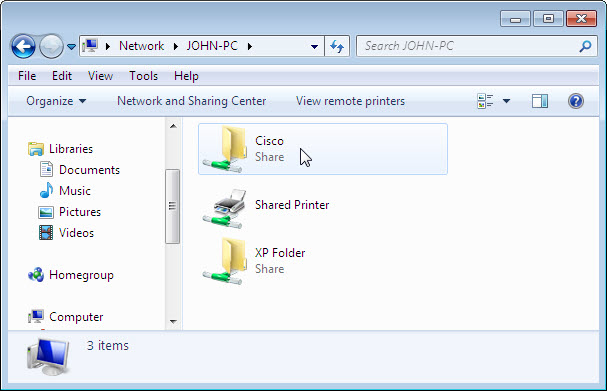 Network JOHN-PC Search JOHN-PC
File Edit View Tools Help
Organize Network and Sharing Center View remote printers
Libraries
Documents
Music
Pictures
Videos
Homegroup
Computer
Cisco
Share
Shared Printer
XP Folder
Share
3 items